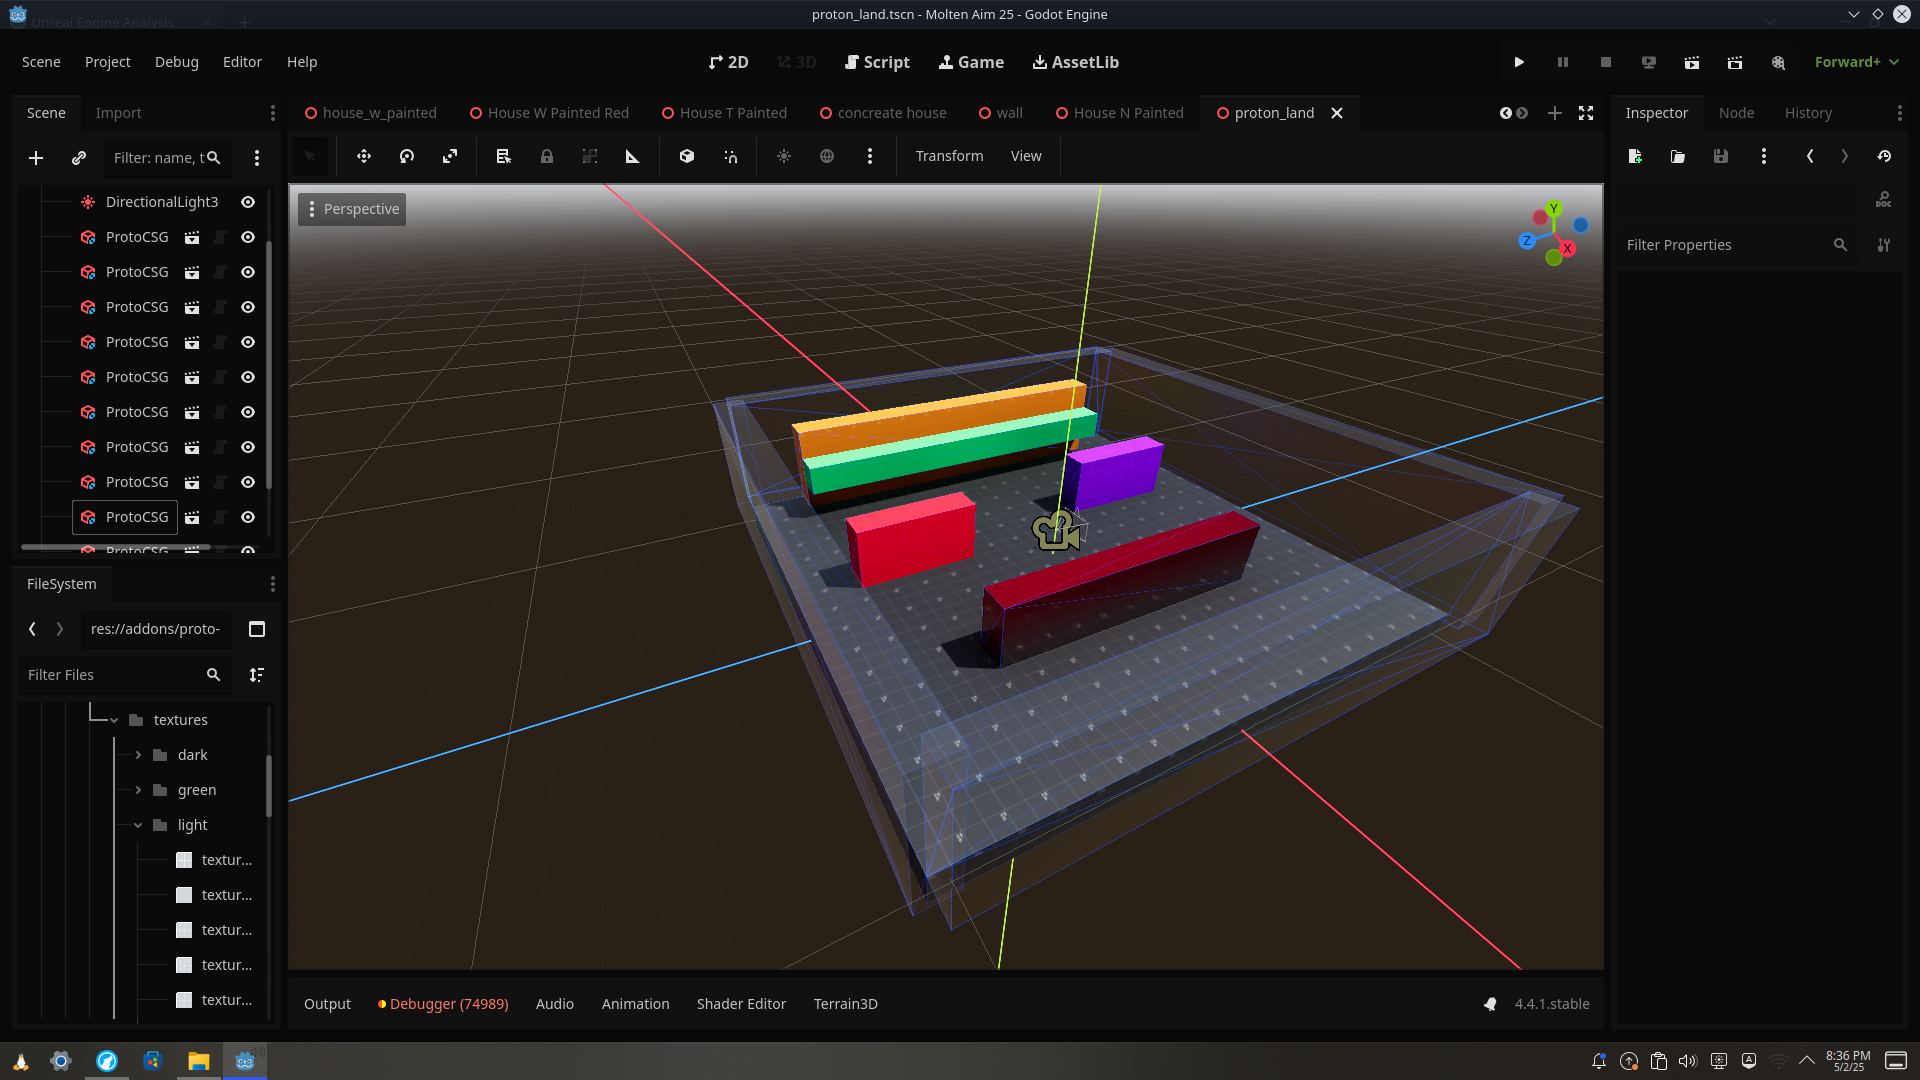 Unreal Engine Analysis
proton_land.tscn - Molten Aim 25 - Godot Engine
Scene Project Debug Editor Help
2D 3D Script Game AssetLib
Forward+
Scene Import
house_w_painted House W Painted Red House T Painted concreate house wall House N Painted proton_land
Inspector Node History
Filter: name, t
Transform View
Perspective
Y
Z
X
DirectionalLight3
ProtoCSG
ProtoCSG
ProtoCSG
ProtoCSG
ProtoCSG
ProtoCSG
ProtoCSG
ProtoCSG
ProtoCSG
ProtoCSG
DOC
Filter Properties
FileSystem
res://addons/proto-
Filter Files
textures
dark
green
light
textur...
textur...
textur...
textur...
textur...
Output Debugger (74989) Audio Animation Shader Editor Terrain3D
4.4.1.stable
8:36 PM
5/2/25